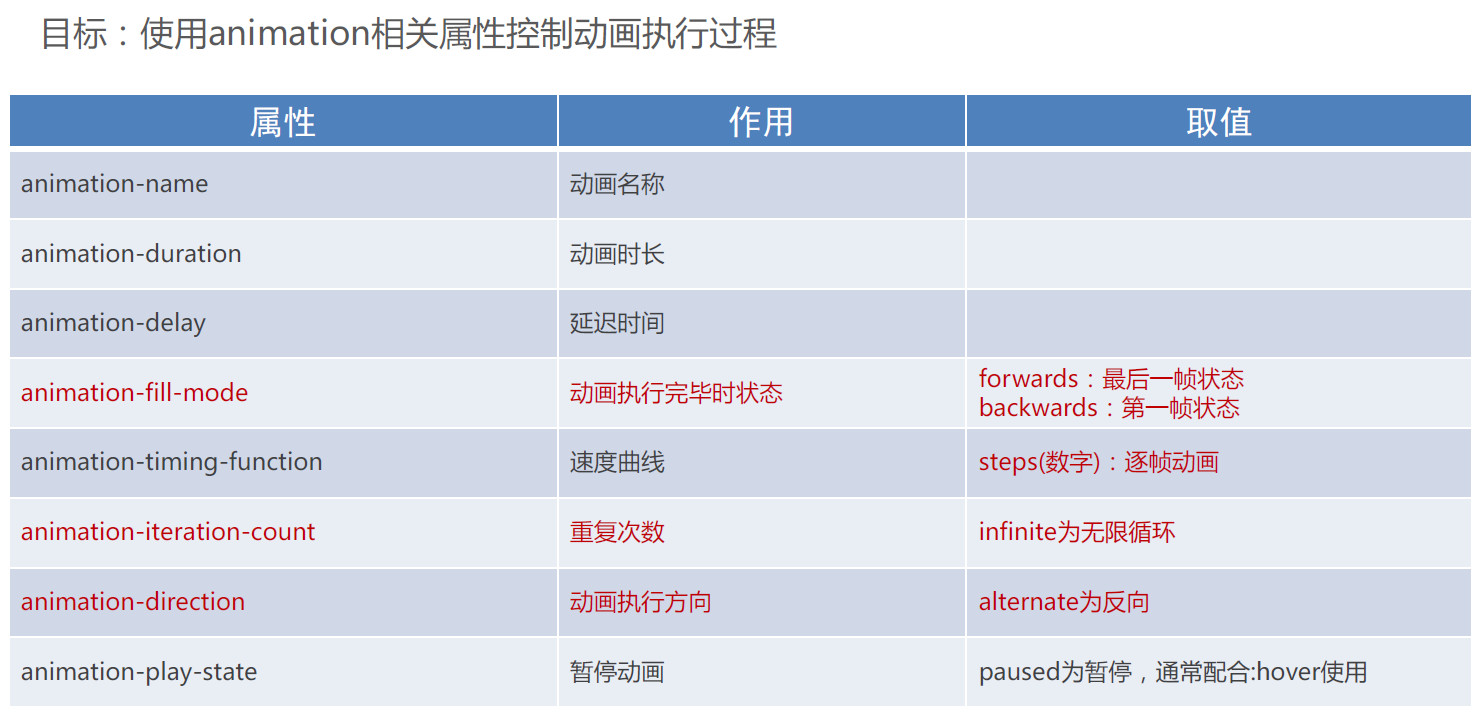 目标：使用animation相关属性控制动画执行过程
属性 作用 取值
animation-name 动画名称
animation-duration 动画时长
animation-delay 延迟时间
animation-fill-mode 动画执行完毕时状态 forwards：最后一帧状态
backwards：第一帧状态
animation-timing-function 速度曲线 steps(数字)：逐帧动画
animation-iteration-count 重复次数 infinite为无限循环
animation-direction 动画执行方向 alternate为反向
animation-play-state 暂停动画 paused为暂停，通常配合:hover使用